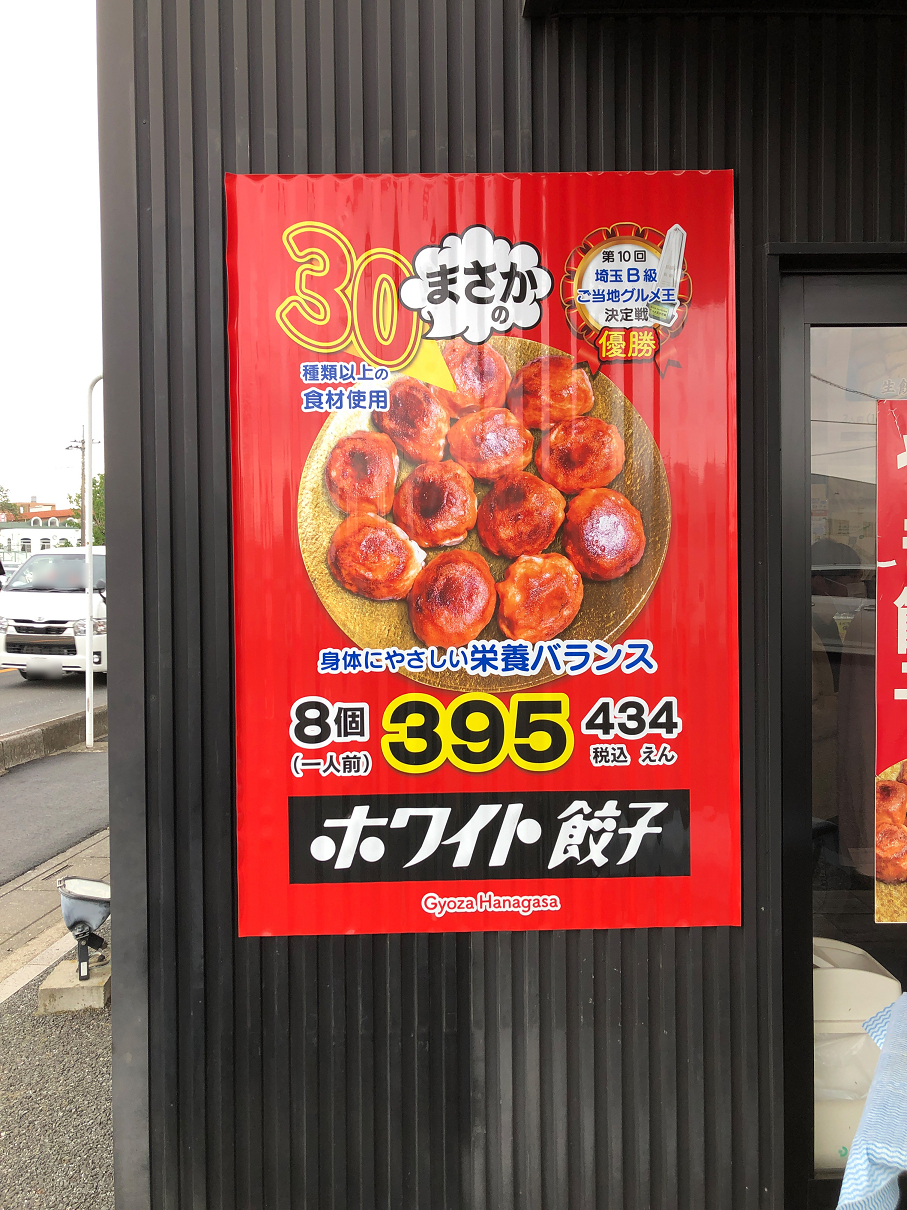 まさか
の
30
種類以上の
食材使用
第10回
埼玉B級
ご当地グルメ王
決定戦
優勝
身体にやさしい栄養バランス
8個
(一人前)
395
434
税込 えん
ホワイト餃子
Gyoza Hanagasa